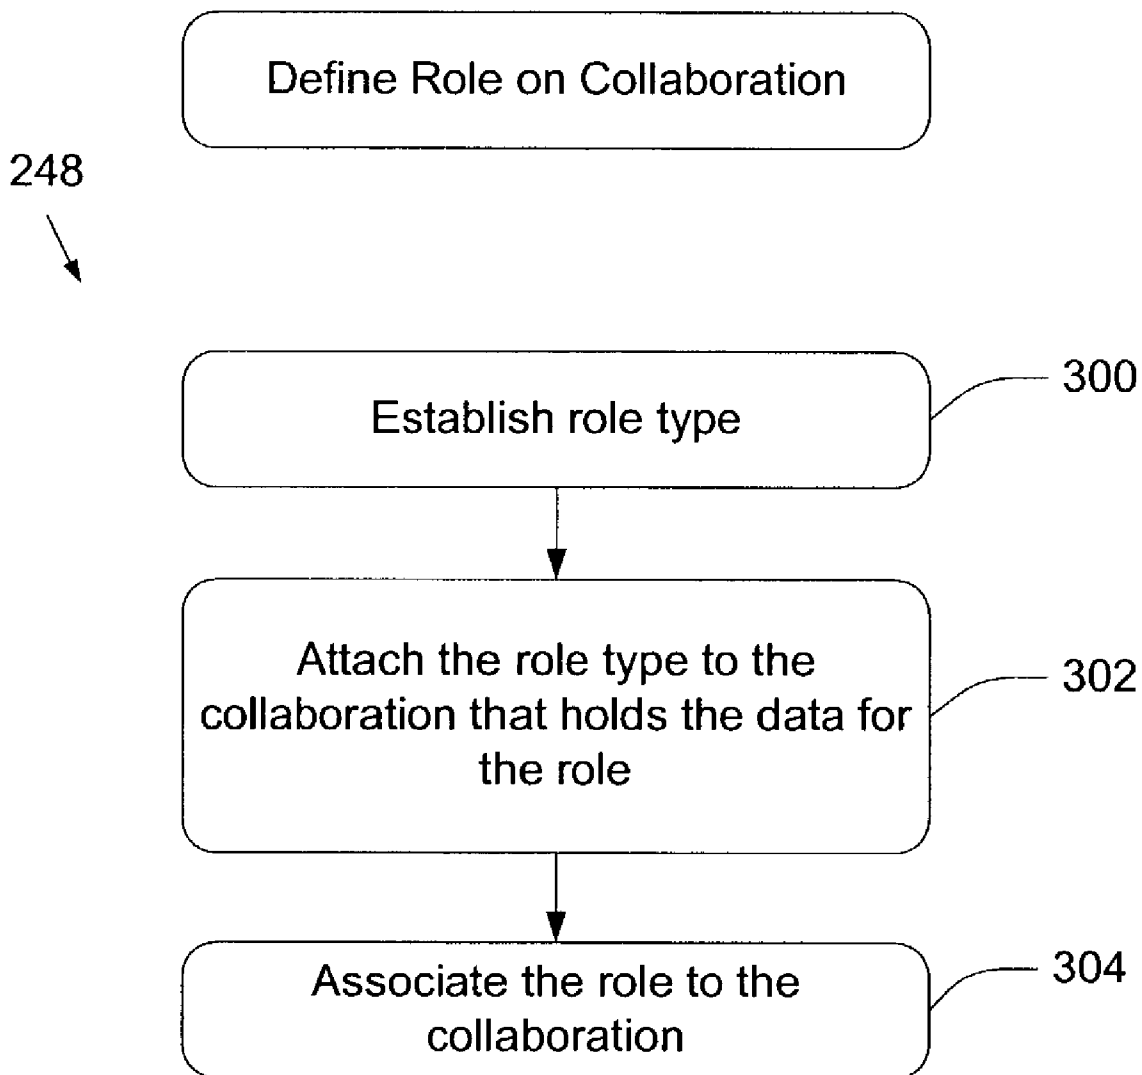 Define Role on Collaboration
248
Establish role type
300
Attach the role type to the
collaboration that holds the data for
the role
302
Associate the role to the
collaboration
304